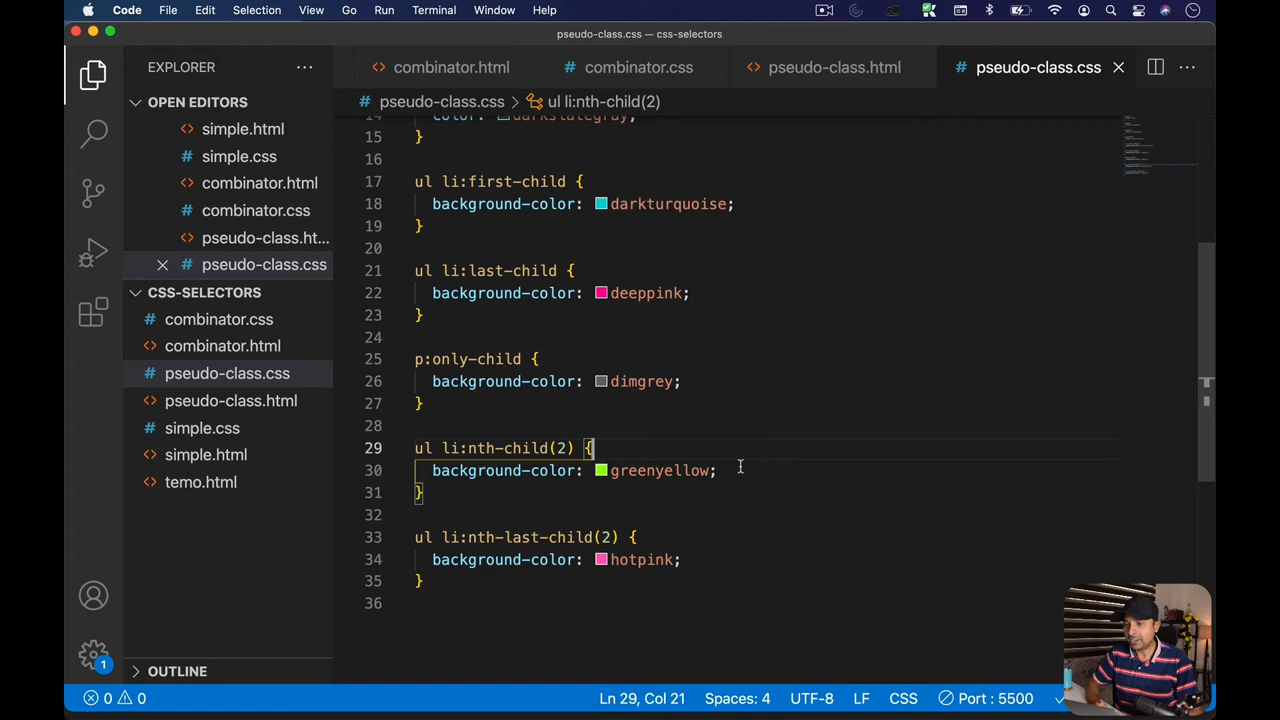 Code File Edit Selection View Go Run Terminal Window Help
pseudo-class.css — css-selectors
EXPLORER
combinator.html
combinator.css
pseudo-class.html
pseudo-class.css
OPEN EDITORS
simple.html
simple.css
combinator.html
combinator.css
pseudo-class.ht...
pseudo-class.css
CSS-SELECTORS
combinator.css
combinator.html
pseudo-class.css
pseudo-class.html
simple.css
simple.html
temo.html
OUTLINE
pseudo-class.css > ul li:nth-child(2)
14 color: darkslategray;
15 }
16
17 ul li:first-child {
18 background-color: darkturquoise;
19 }
20
21 ul li:last-child {
22 background-color: deeppink;
23 }
24
25 p:only-child {
26 background-color: dimgrey;
27 }
28
29 ul li:nth-child(2) {
30 background-color: greenyellow;
31 }
32
33 ul li:nth-last-child(2) {
34 background-color: hotpink;
35 }
36
1
0 0 Ln 29, Col 21 Spaces: 4 UTF-8 LF CSS Port : 5500